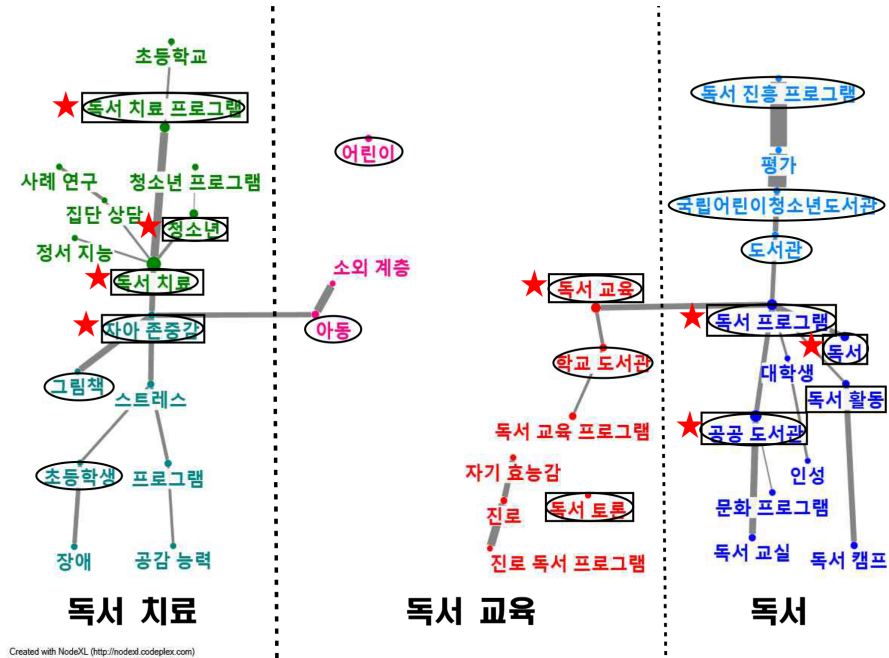 초등학교
독서 치료 프로그램
사례 연구
청소년 프로그램
집단 상담
청소년
정서 지능
독서 치료
자아 존중감
그림책
스트레스
초등학생
프로그램
장애
공감 능력
독서 치료
어린이
소외 계층
아동
독서 교육
학교 도서관
독서 교육 프로그램
자기 효능감
진로
독서 토론
진로 독서 프로그램
독서 교육
독서 진흥 프로그램
평가
국립어린이청소년도서관
도서관
독서 프로그램
독서
대학생
독서 활동
공공 도서관
인성
문화 프로그램
독서 교실
독서 캠프
독서
Created with NodeXL (http://nodexl.codeplex.com)